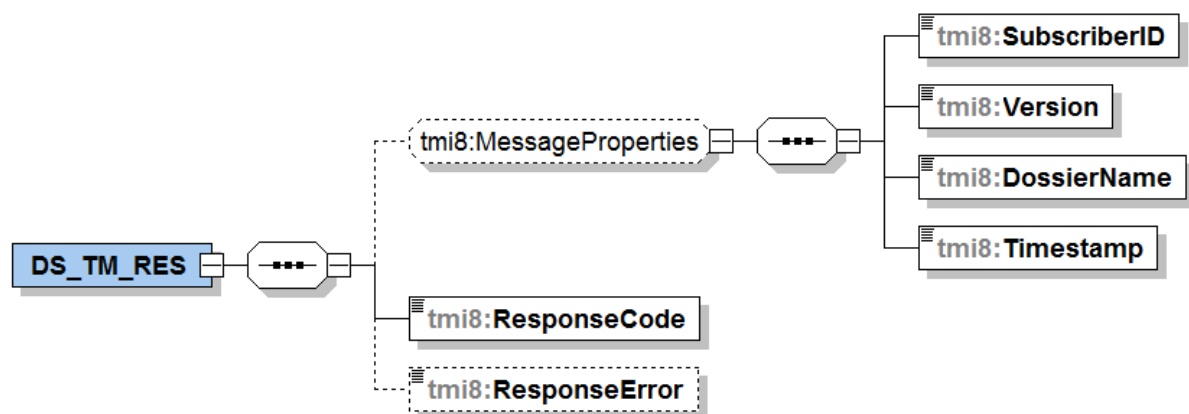 tmi8:SubscriberID
tmi8:MessageProperties
tmi8:Version
tmi8:DossierName
DS_TM_RES
tmi8:Timestamp
tmi8:ResponseCode
tmi8:ResponseError